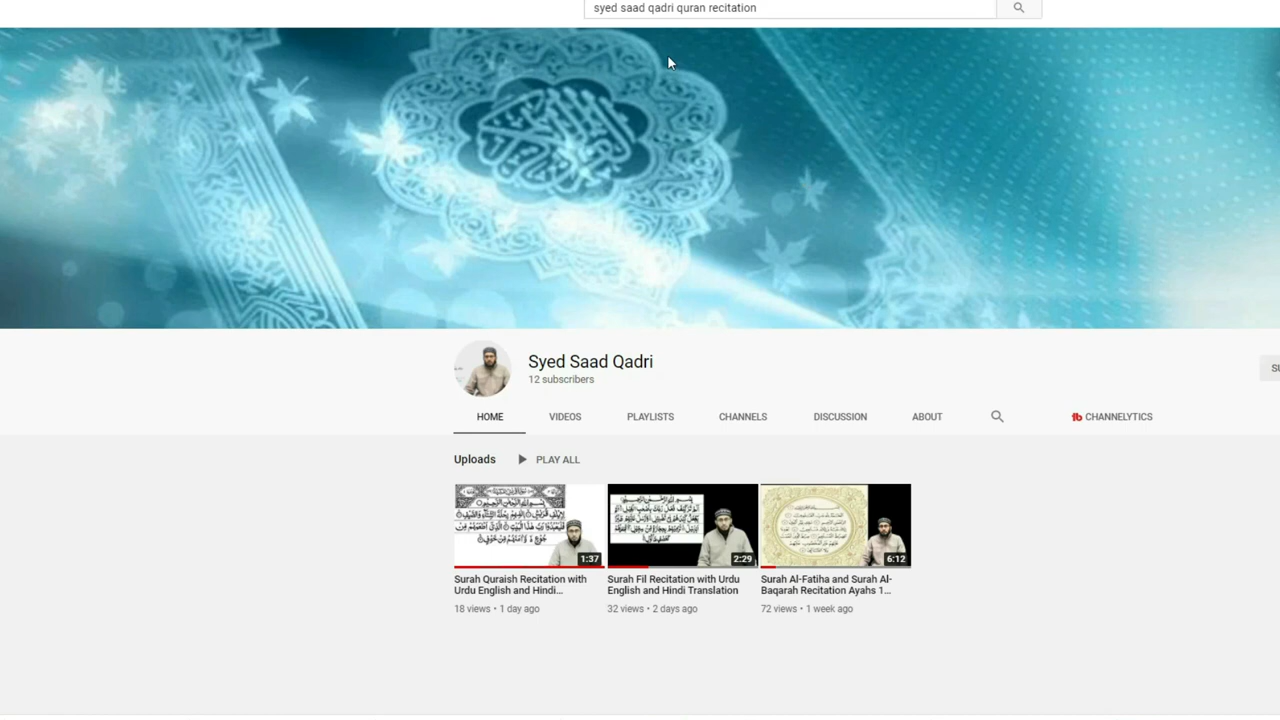 syed saad qadri quran recitation
Syed Saad Qadri
12 subscribers
HOME
VIDEOS
PLAYLISTS
CHANNELS
DISCUSSION
ABOUT
CHANNELYTICS
Uploads
PLAY ALL
1:37
2:29
6:12
Surah Quraish Recitation with
Urdu English and Hindi...
18 views • 1 day ago
Surah Fil Recitation with Urdu
English and Hindi Translation
32 views • 2 days ago
Surah Al-Fatiha and Surah Al-
Baqarah Recitation Ayahs 1...
72 views • 1 week ago